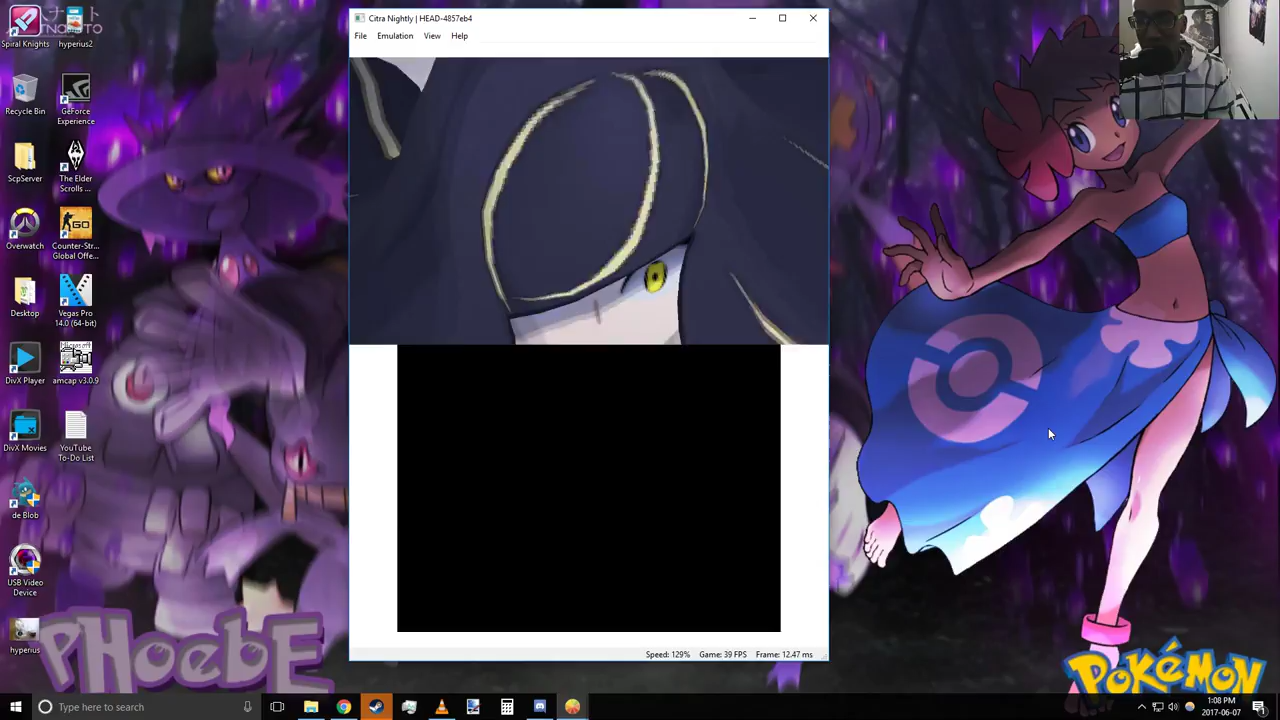 Citra Nightly | HEAD-4857eb4
File Emulation View Help
Spiral Knights
hyperius2
Recycle Bin
GeForce
Experience
ScpServer
The Elder
Scrolls ...
Overwatch
Counter-Str...
Global Offe...
Desktop
Vegas Pro
14.0 (64-bit)
DivX Player
Microsoft
amcap v3.0.9
DivX Movies
YouTube
To-Do List
de Blob
USB Video
Device
hyperius
PHOEBE
POKéMON
Speed: 129% Game: 39 FPS Frame: 12.47 ms
Type here to search
1:08 PM
2017-06-07